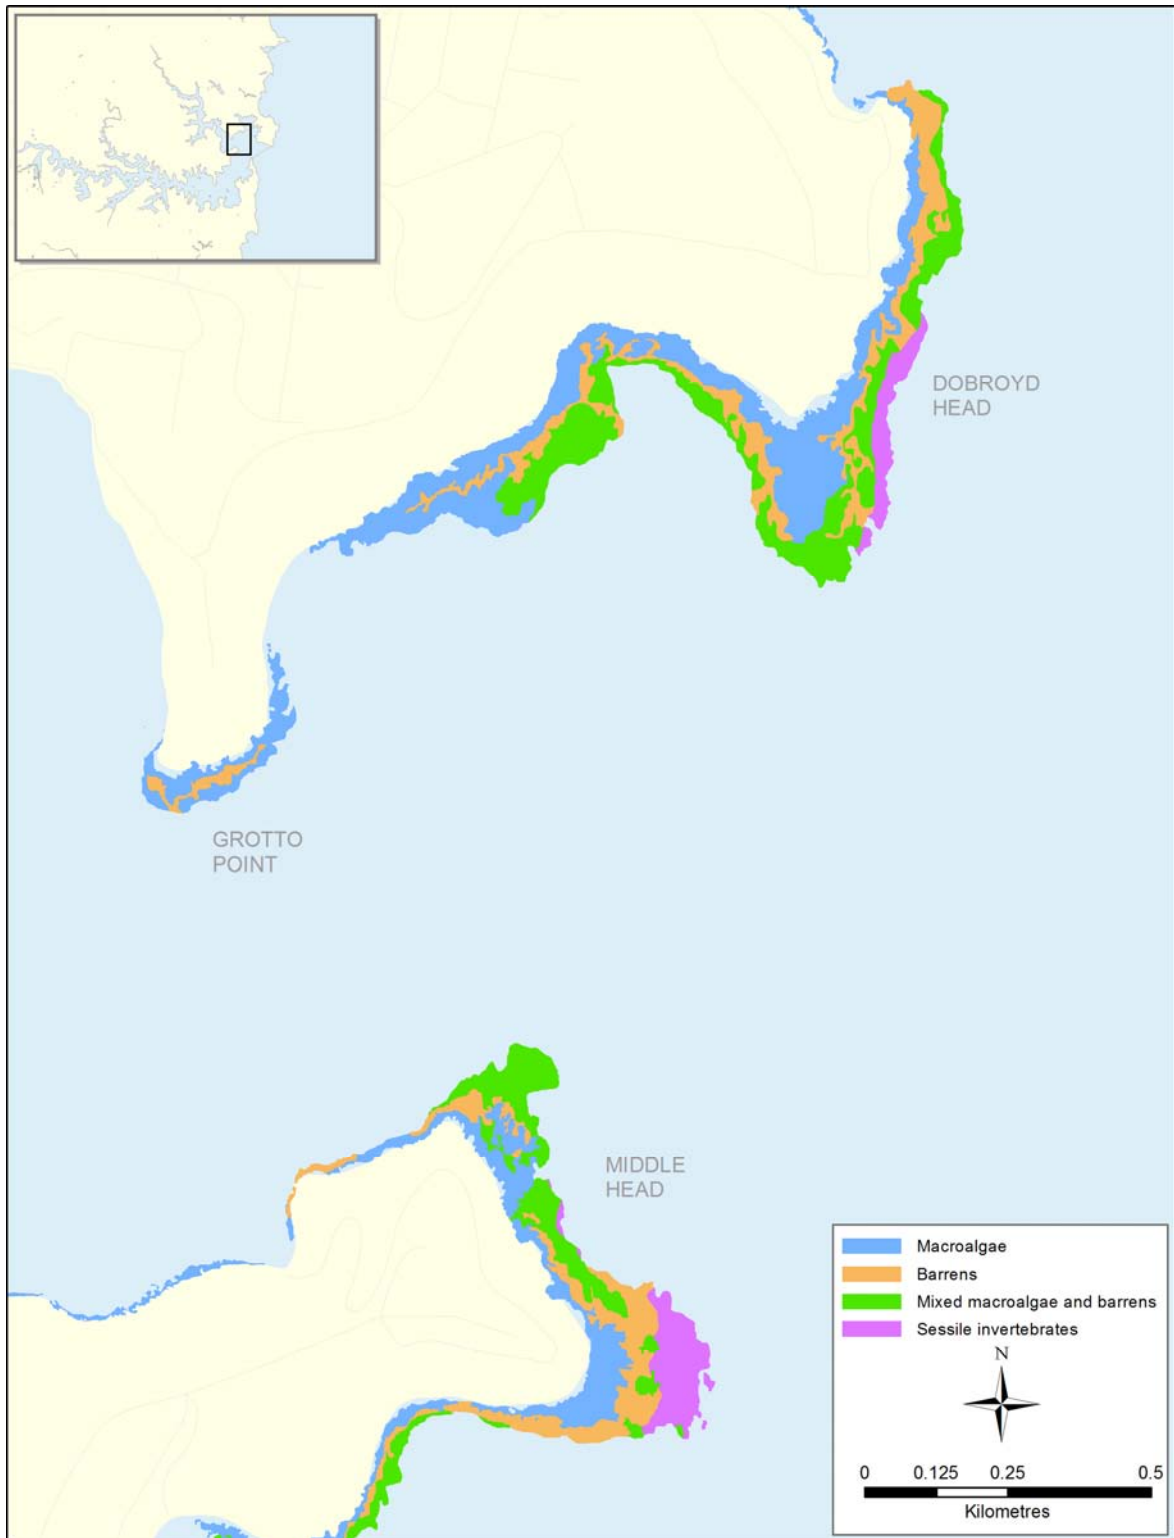 DOBROYD
HEAD
GROTTO
POINT
MIDDLE
HEAD
Macroalgae
Barrens
Mixed macroalgae and barrens
Sessile invertebrates
N
0 0.125 0.25 0.5
Kilometres